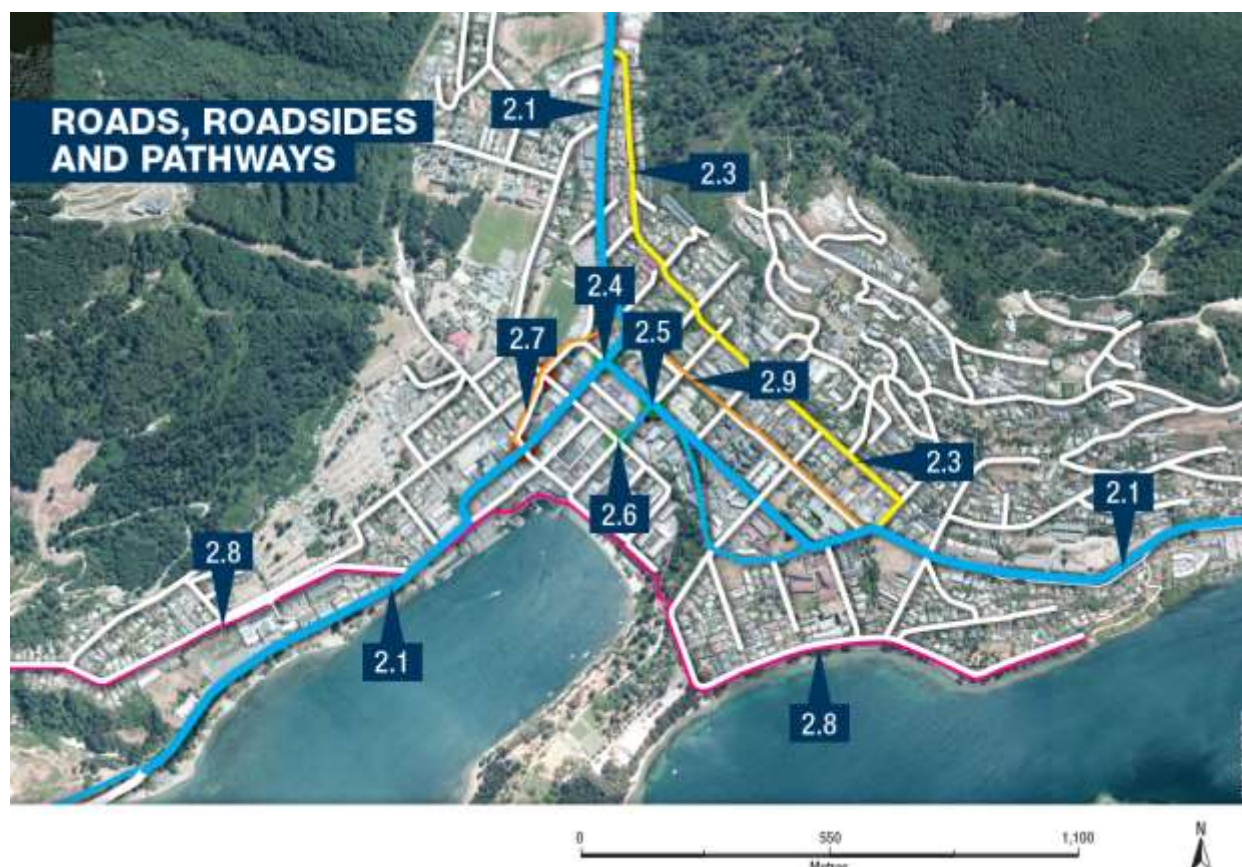 ROADS, ROADSIDES
AND PATHWAYS
2.1
2.3
2.4
2.5
2.7
2.9
2.3
2.1
2.6
2.8
2.1
2.8
0 550 1,100
Metres
N